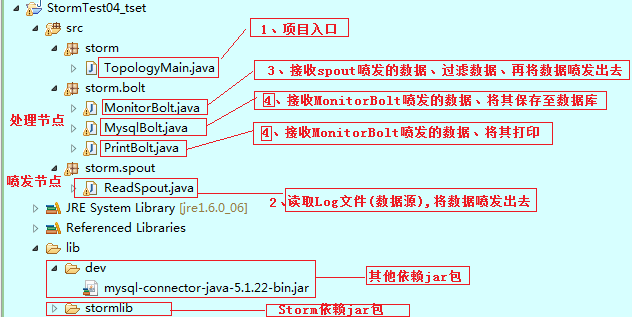 StormTest04_tset
src
storm
1、项目入口
TopologyMain.java
storm.bolt
3、接收spout喷发的数据、过滤数据、再将数据喷发出去
MonitorBolt.java
处理节点
MysqlBolt.java
4、接收MonitorBolt喷发的数据、将其保存至数据库
PrintBolt.java
4、接收MonitorBolt喷发的数据、将其打印
storm.spout
喷发节点
ReadSpout.java
2、读取Log文件(数据源),将数据喷发出去
JRE System Library [jre1.6.0_06]
Referenced Libraries
lib
dev
其他依赖jar包
mysql-connector-java-5.1.22-bin.jar
stormlib
Storm依赖jar包